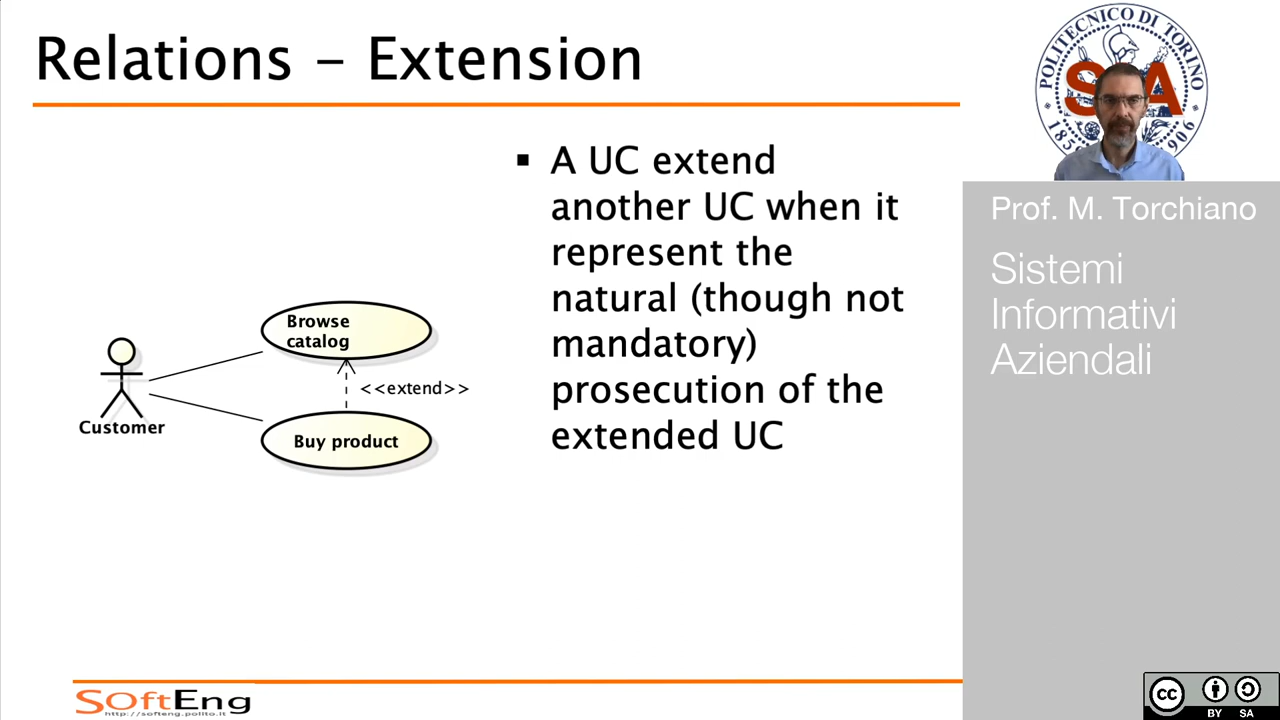 Relations – Extension
▪ A UC extend
another UC when it
represent the
natural (though not
mandatory)
prosecution of the
extended UC
Browse
catalog
<<extend>>
Buy product
Customer
SOftEng
http://softeng.polito.it
POLITECNICO DI TORINO
Prof. M. Torchiano
Sistemi
Informativi
Aziendali
cc
BY SA